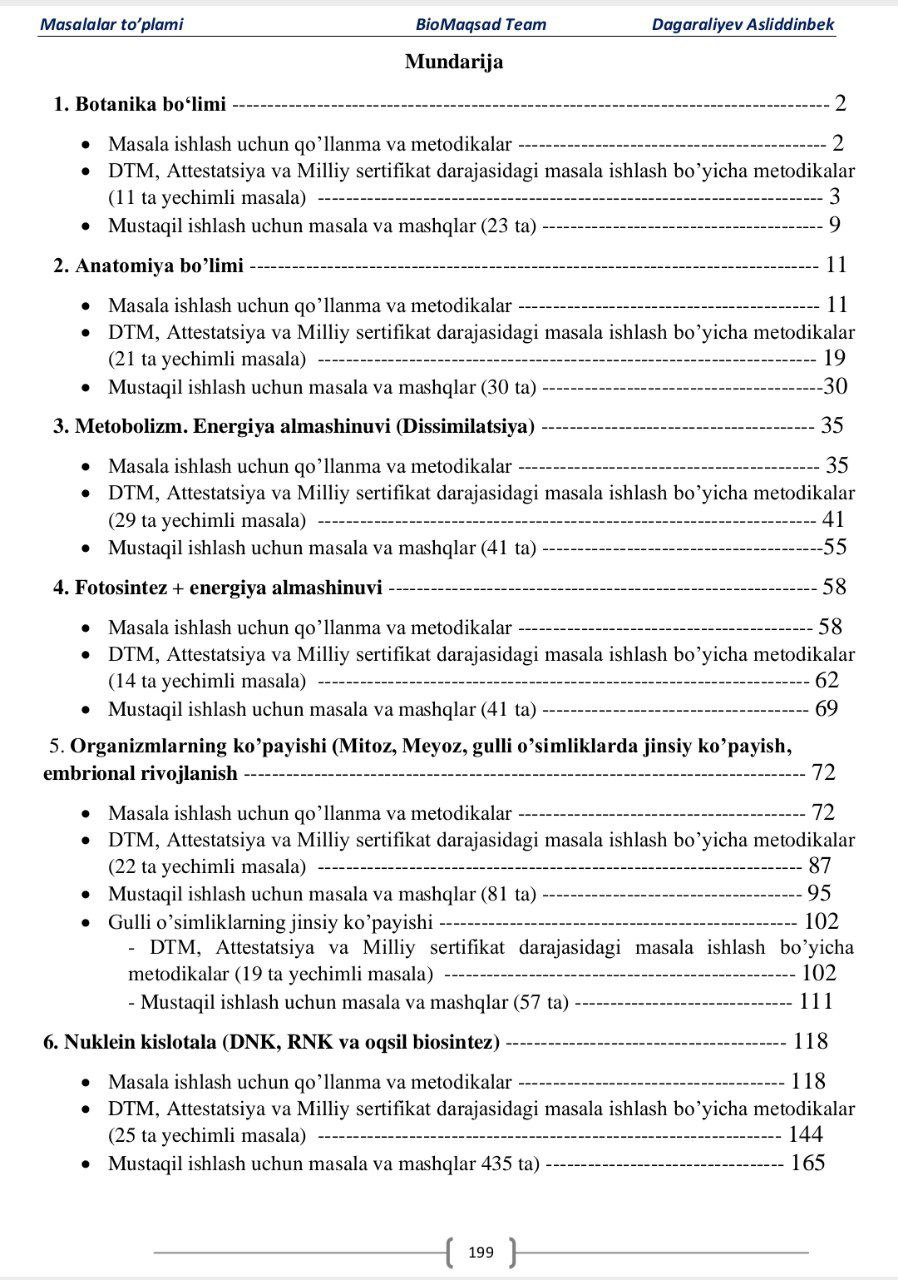 Masalalar to’plami BioMaqsad Team Dagaraliyev Asliddinbek
Mundarija
1. Botanika bo‘limi ------------------------------------------------------------------------------------- 2
• Masala ishlash uchun qo’llanma va metodikalar -------------------------------------------- 2
• DTM, Attestatsiya va Milliy sertifikat darajasidagi masala ishlash bo’yicha metodikalar
(11 ta yechimli masala) ------------------------------------------------------------------------ 3
• Mustaqil ishlash uchun masala va mashqlar (23 ta) ---------------------------------------- 9
2. Anatomiya bo’limi --------------------------------------------------------------------------------- 11
• Masala ishlash uchun qo’llanma va metodikalar ------------------------------------------- 11
• DTM, Attestatsiya va Milliy sertifikat darajasidagi masala ishlash bo’yicha metodikalar
(21 ta yechimli masala) ----------------------------------------------------------------------- 19
• Mustaqil ishlash uchun masala va mashqlar (30 ta) ----------------------------------------30
3. Metobolizm. Energiya almashinuvi (Dissimilatsiya) --------------------------------------- 35
• Masala ishlash uchun qo’llanma va metodikalar ------------------------------------------- 35
• DTM, Attestatsiya va Milliy sertifikat darajasidagi masala ishlash bo’yicha metodikalar
(29 ta yechimli masala) ----------------------------------------------------------------------- 41
• Mustaqil ishlash uchun masala va mashqlar (41 ta) ----------------------------------------55
4. Fotosintez + energiya almashinuvi ------------------------------------------------------------- 58
• Masala ishlash uchun qo’llanma va metodikalar ------------------------------------------ 58
• DTM, Attestatsiya va Milliy sertifikat darajasidagi masala ishlash bo’yicha metodikalar
(14 ta yechimli masala) ---------------------------------------------------------------------- 62
• Mustaqil ishlash uchun masala va mashqlar (41 ta) -------------------------------------- 69
5. Organizmlarning ko’payishi (Mitoz, Meyoz, gulli o’simliklarda jinsiy ko’payish,
embrional rivojlanish -------------------------------------------------------------------------------- 72
• Masala ishlash uchun qo’llanma va metodikalar ----------------------------------------- 72
• DTM, Attestatsiya va Milliy sertifikat darajasidagi masala ishlash bo’yicha metodikalar
(22 ta yechimli masala) --------------------------------------------------------------------- 87
• Mustaqil ishlash uchun masala va mashqlar (81 ta) ------------------------------------- 95
• Gulli o’simliklarning jinsiy ko’payishi --------------------------------------------------- 102
- DTM, Attestatsiya va Milliy sertifikat darajasidagi masala ishlash bo’yicha
metodikalar (19 ta yechimli masala) -------------------------------------------------- 102
- Mustaqil ishlash uchun masala va mashqlar (57 ta) ------------------------------- 111
6. Nuklein kislotala (DNK, RNK va oqsil biosintez) ---------------------------------------- 118
• Masala ishlash uchun qo’llanma va metodikalar -------------------------------------- 118
• DTM, Attestatsiya va Milliy sertifikat darajasidagi masala ishlash bo’yicha metodikalar
(25 ta yechimli masala) ------------------------------------------------------------------ 144
• Mustaqil ishlash uchun masala va mashqlar 435 ta) ---------------------------------- 165
199